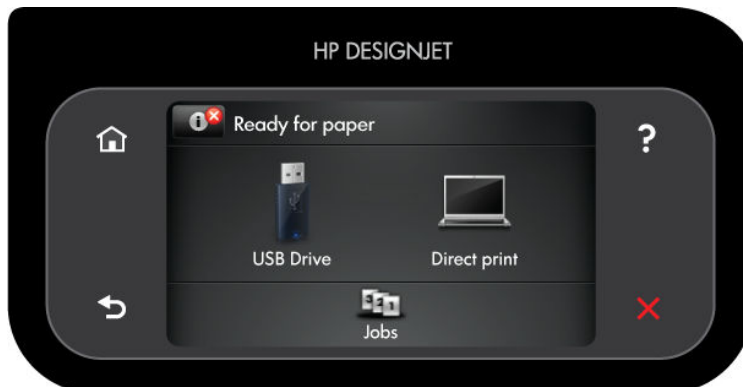 HP DESIGNJET
Ready for paper
USB Drive
Direct print
Jobs
?